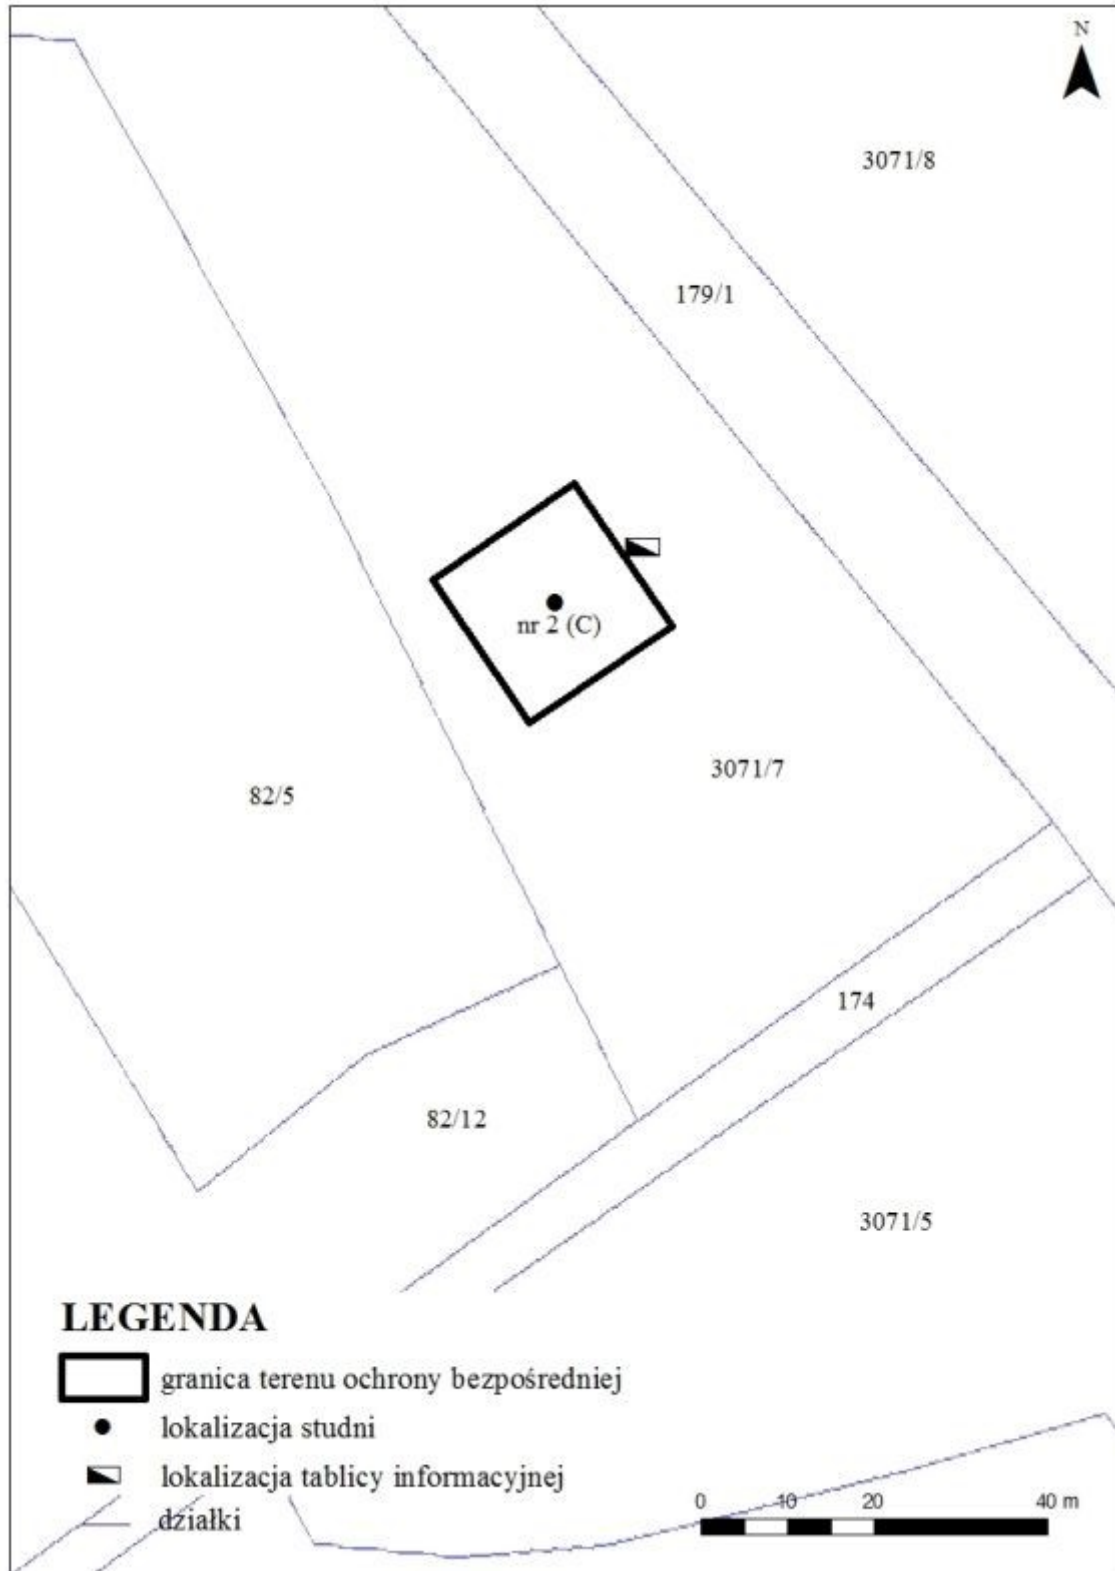 N
3071/8
179/1
nr 2 (C)
3071/7
82/5
174
82/12
3071/5
LEGENDA
granica terenu ochrony bezpośredniej
lokalizacja studni
lokalizacja tablicy informacyjnej
działki
0 10 20 40 m